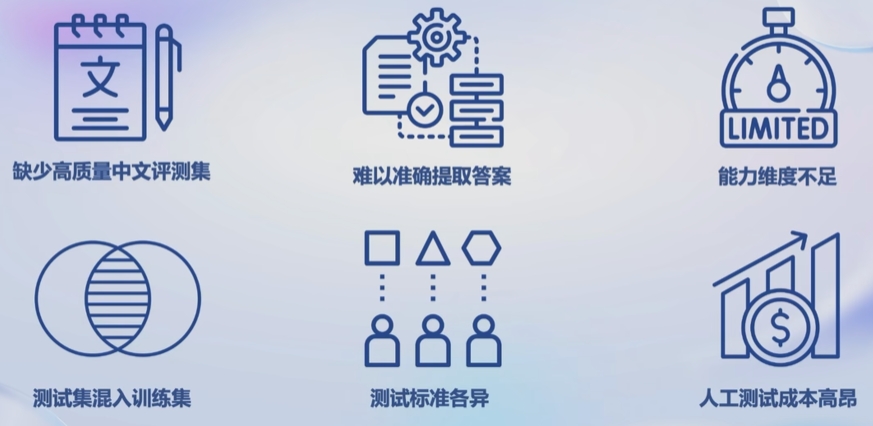 文
LIMITED
缺少高质量中文评测集
难以准确提取答案
能力维度不足
测试集混入训练集
测试标准各异
人工测试成本高昂